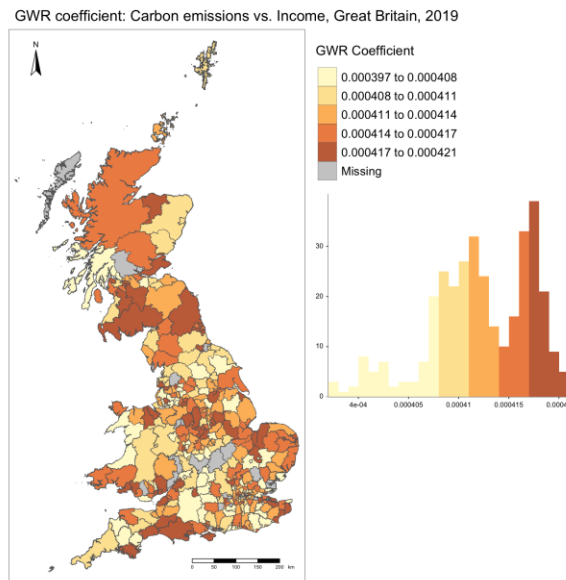 GWR coefficient: Carbon emissions vs. Income, Great Britain, 2019
N
GWR Coefficient
0.000397 to 0.000408
0.000408 to 0.000411
0.000411 to 0.000414
0.000414 to 0.000417
0.000417 to 0.000421
Missing
30
20
10
0
4e-04 0.000405 0.00041 0.000415 0.0004
0 50 100 150 200 km